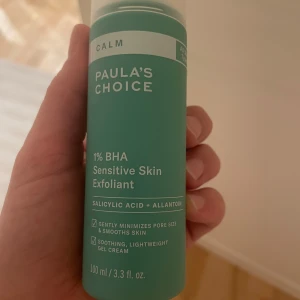 CALM
PAULA'S
CHOICE
1% BHA
Sensitive Skin
Exfoliant
SALICYLIC ACID + ALLANTOIN
GENTLY MINIMIZES PORE SIZE
& SMOOTHS SKIN
SOOTHING, LIGHTWEIGHT
GEL CREAM
100 ml / 3.3 fl. oz.